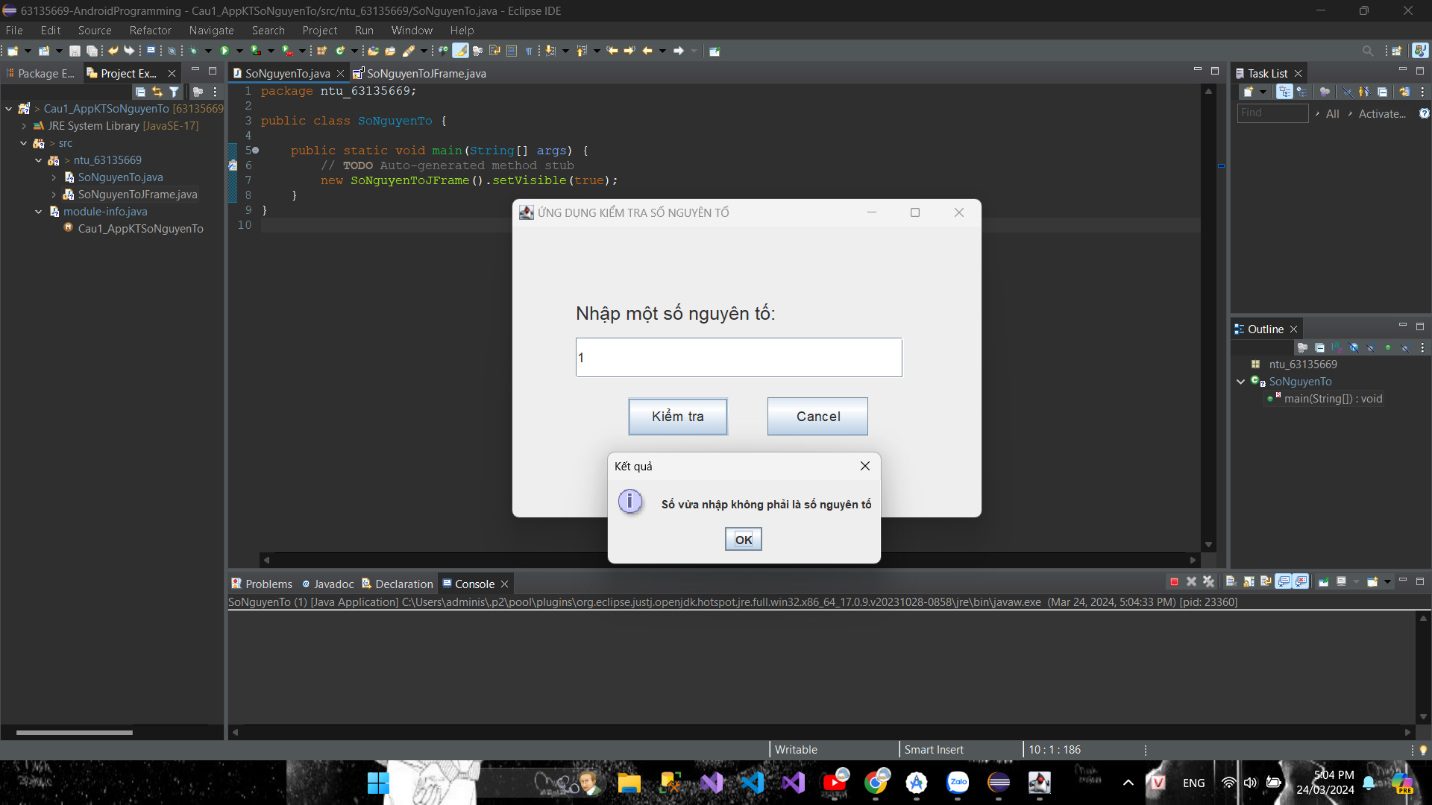 63135669-AndroidProgramming - Cau1_AppKTSoNguyenTo/src/ntu_63135669/SoNguyenTo.java - Eclipse IDE
File Edit Source Refactor Navigate Search Project Run Window Help
Package E... Project Ex...
> Cau1_AppKTSoNguyenTo [63135669
JRE System Library [JavaSE-17]
> src
> ntu_63135669
SoNguyenTo.java
SoNguyenToJFrame.java
module-info.java
Cau1_AppKTSoNguyenTo
SoNguyenTo.java SoNguyenToJFrame.java
1 package ntu_63135669;
2
3 public class SoNguyenTo {
4
5 public static void main(String[] args) {
6 // TODO Auto-generated method stub
7 new SoNguyenToJFrame().setVisible(true);
8 }
9 }
10
ỨNG DỤNG KIỂM TRA SỐ NGUYÊN TỐ
Nhập một số nguyên tố:
1
Kiểm tra Cancel
Kết quả
Số vừa nhập không phải là số nguyên tố
OK
Task List
Find All Activate...
Outline
ntu_63135669
SoNguyenTo
main(String[]) : void
Problems Javadoc Declaration Console
SoNguyenTo (1) [Java Application] C:\Users\adminis\.p2\pool\plugins\org.eclipse.justj.openjdk.hotspot.jre.full.win32.x86_64_17.0.9.v20231028-0858\jre\bin\javaw.exe (Mar 24, 2024, 5:04:33 PM) [pid: 23360]
Writable Smart Insert 10 : 1 : 186
Zalo
V ENG
5:04 PM
24/03/2024
PRE